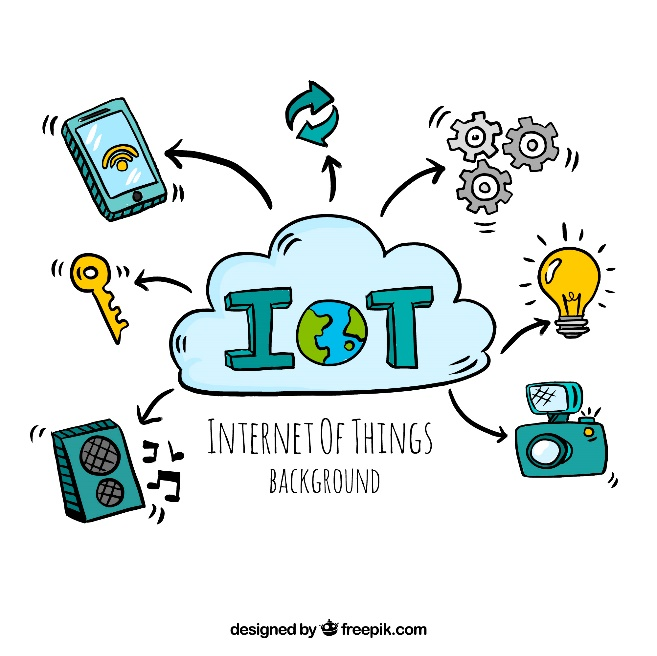 IOT
INTERNET OF THINGS
BACKGROUND
designed by freepik.com